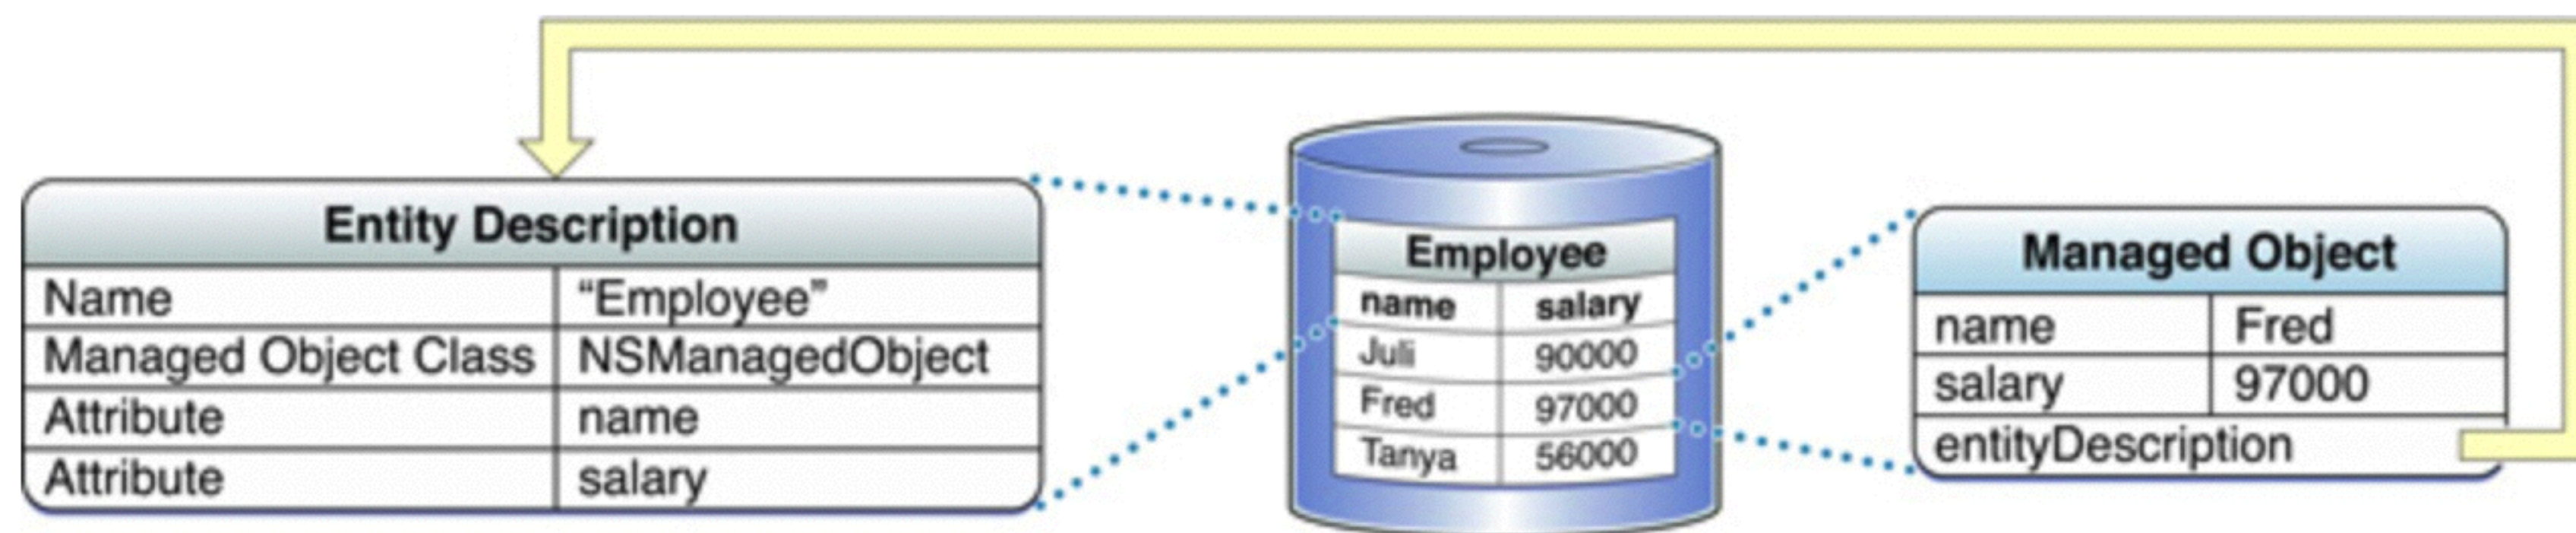 Entity Description
Name “Employee”
Managed Object Class NSManagedObject
Attribute name
Attribute salary
Employee
name salary
Juli 90000
Fred 97000
Tanya 56000
Managed Object
name Fred
salary 97000
entityDescription